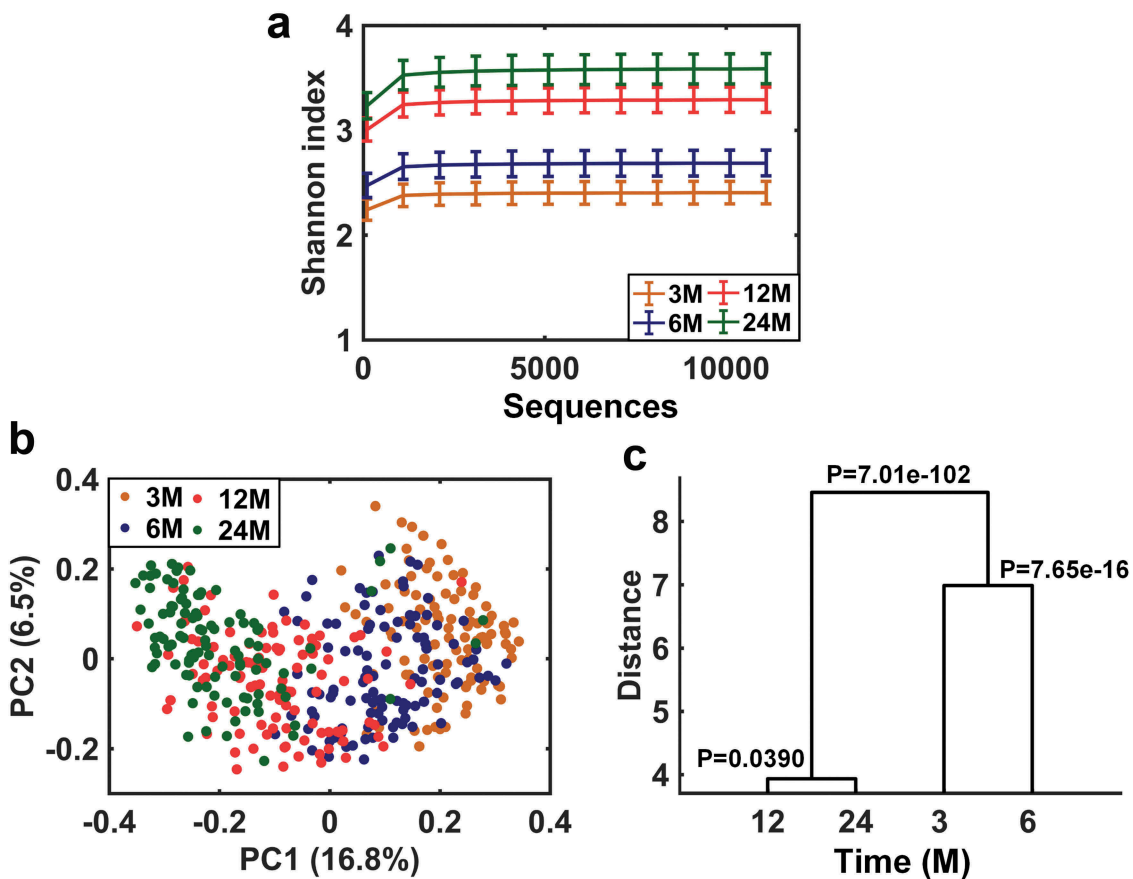 a
4
3
2
1
Shannon index
3M 12M
6M 24M
0 5000 10000
Sequences
b
0.4
0.2
0
-0.2
PC2 (6.5%)
3M 12M
6M 24M
-0.4 -0.2 0 0.2 0.4
PC1 (16.8%)
c
P=7.01e-102
P=7.65e-16
P=0.0390
8
7
6
5
4
Distance
12 24 3 6
Time (M)